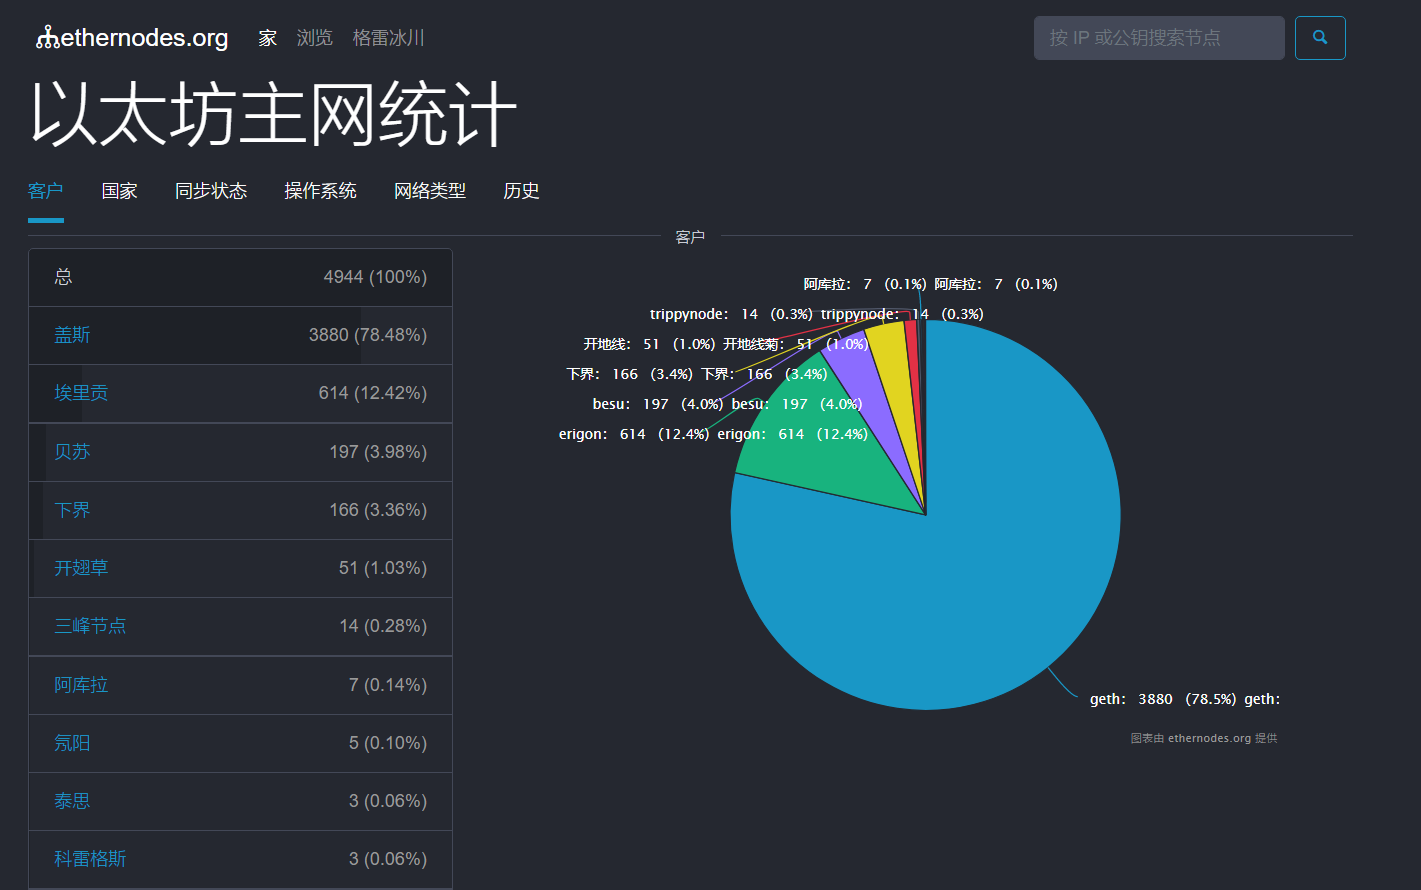 ethernodes.org 家 浏览 格雷冰川 按 IP 或公钥搜索节点
以太坊主网统计
客户 国家 同步状态 操作系统 网络类型 历史
客户
总 4944 (100%)
盖斯 3880 (78.48%)
埃里贡 614 (12.42%)
贝苏 197 (3.98%)
下界 166 (3.36%)
开翅草 51 (1.03%)
三峰节点 14 (0.28%)
阿库拉 7 (0.14%)
氖阳 5 (0.10%)
泰思 3 (0.06%)
科雷格斯 3 (0.06%)
阿库拉： 7 （0.1%) 阿库拉： 7 （0.1%)
trippynode： 14 （0.3%) trippynode： 14 （0.3%)
开地线： 51 （1.0%) 开地线菊： 51 （1.0%)
下界： 166 （3.4%) 下界： 166 （3.4%)
besu： 197 （4.0%) besu： 197 （4.0%)
erigon： 614 （12.4%) erigon： 614 （12.4%)
geth： 3880 （78.5%) geth：
图表由 ethernodes.org 提供